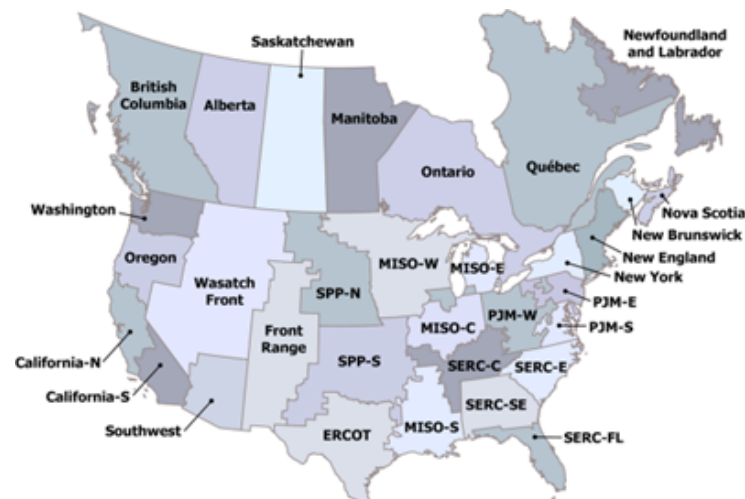 Saskatchewan
Newfoundland
and Labrador
British
Columbia
Alberta
Manitoba
Ontario
Québec
Washington
Nova Scotia
New Brunswick
Oregon
MISO-W
MISO-E
New England
Wasatch
Front
SPP-N
New York
PJM-E
PJM-W
MISO-C
PJM-S
Front
Range
California-N
SPP-S
SERC-C
SERC-E
California-S
SERC-SE
Southwest
ERCOT
MISO-S
SERC-FL